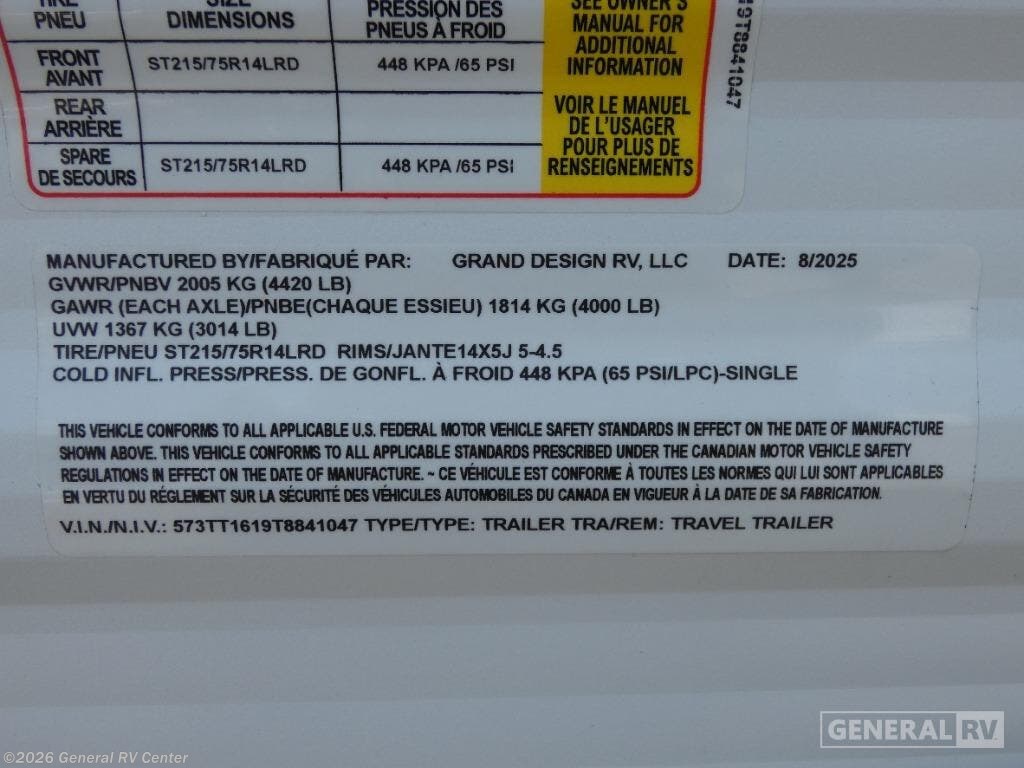 TIRE SIZE PRESSION DES SEE OWNER'S
PNEU DIMENSIONS PNEUS À FROID MANUAL FOR
ADDITIONAL
INFORMATION
FRONT ST215/75R14LRD 448 KPA /65 PSI
AVANT
REAR
ARRIÈRE
SPARE ST215/75R14LRD 448 KPA /65 PSI
DE SECOURS
VOIR LE MANUEL
DE L'USAGER
POUR PLUS DE
RENSEIGNEMENTS
19T8841047
MANUFACTURED BY/FABRIQUÉ PAR: GRAND DESIGN RV, LLC DATE: 8/2025
GVWR/PNBV 2005 KG (4420 LB)
GAWR (EACH AXLE)/PNBE(CHAQUE ESSIEU) 1814 KG (4000 LB)
UVW 1367 KG (3014 LB)
TIRE/PNEU ST215/75R14LRD RIMS/JANTE14X5J 5-4.5
COLD INFL. PRESS/PRESS. DE GONFL. À FROID 448 KPA (65 PSI/LPC)-SINGLE
THIS VEHICLE CONFORMS TO ALL APPLICABLE U.S. FEDERAL MOTOR VEHICLE SAFETY STANDARDS IN EFFECT ON THE DATE OF MANUFACTURE
SHOWN ABOVE. THIS VEHICLE CONFORMS TO ALL APPLICABLE STANDARDS PRESCRIBED UNDER THE CANADIAN MOTOR VEHICLE SAFETY
REGULATIONS IN EFFECT ON THE DATE OF MANUFACTURE. ~ CE VÉHICULE EST CONFORME À TOUTES LES NORMES QUI LUI SONT APPLICABLES
EN VERTU DU RÉGLEMENT SUR LA SÉCURITÉ DES VÉHICULES AUTOMOBILES DU CANADA EN VIGUEUR À LA DATE DE SA FABRICATION.
V.I.N./N.I.V.: 573TT1619T8841047 TYPE/TYPE: TRAILER TRA/REM: TRAVEL TRAILER
GENERAL RV
©2026 General RV Center